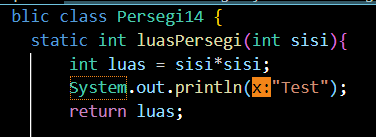 blic class Persegi14 {
static int luasPersegi(int sisi){
int luas = sisi*sisi;
System.out.println(x:"Test");
return luas;